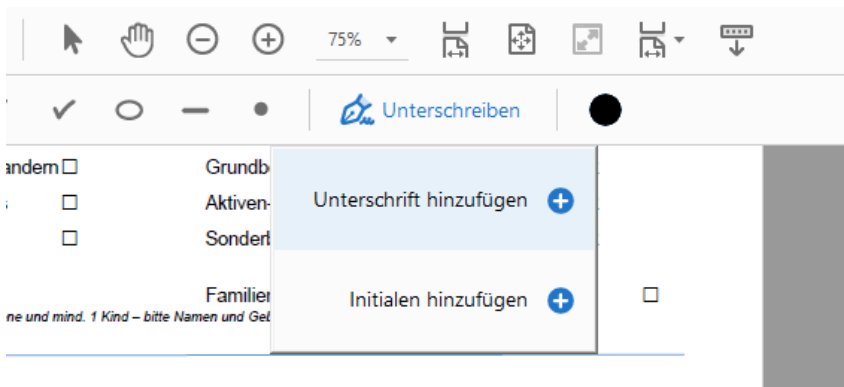 75%
Unterschreiben
andern
Grundb
Unterschrift hinzufügen
Aktiven-
Sonderb
Initialen hinzufügen
Familien
ne und mind. 1 Kind – bitte Namen und Geb